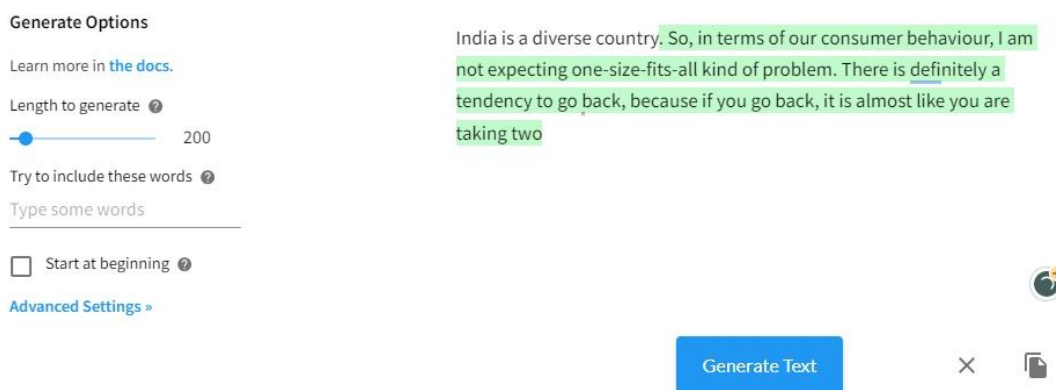 Generate Options
Learn more in the docs.
Length to generate ?
200
Try to include these words ?
Type some words
Start at beginning ?
Advanced Settings »
India is a diverse country. So, in terms of our consumer behaviour, I am
not expecting one-size-fits-all kind of problem. There is definitely a
tendency to go back, because if you go back, it is almost like you are
taking two
Generate Text